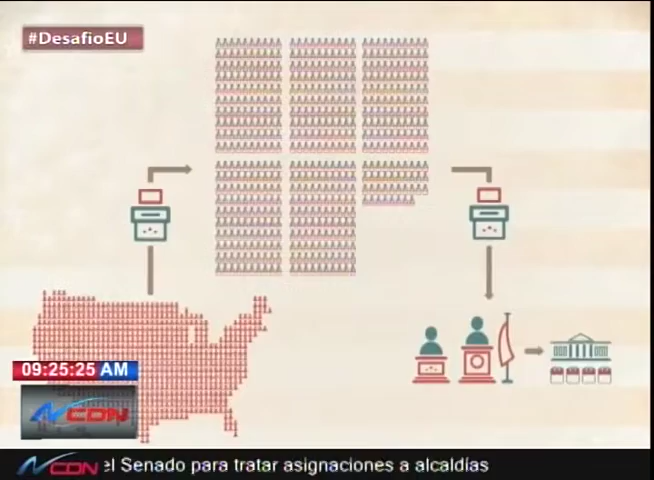 #DesafioEU
09:25:25 AM
CDN
CDN el Senado para tratar asignaciones a alcaldías